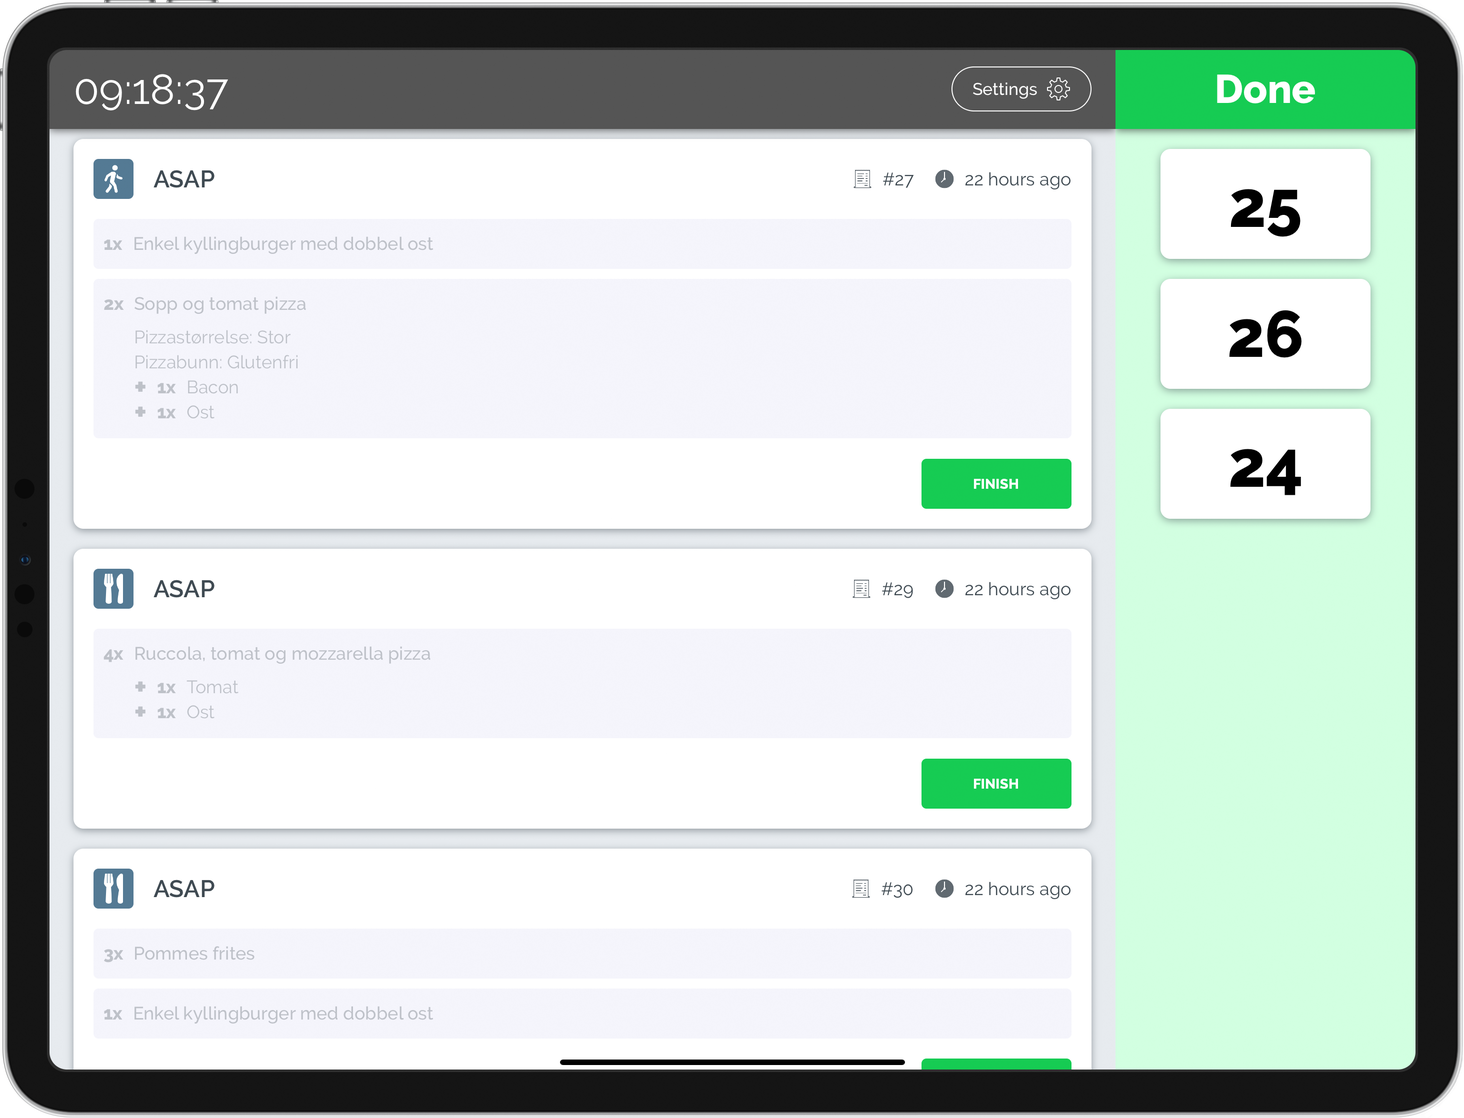 09:18:37
Settings
Done
ASAP
#27
22 hours ago
1x Enkel kyllingburger med dobbel ost
2x Sopp og tomat pizza
Pizzastørrelse: Stor
Pizzabunn: Glutenfri
+ 1x Bacon
+ 1x Ost
FINISH
ASAP
#29
22 hours ago
4x Ruccola, tomat og mozzarella pizza
+ 1x Tomat
+ 1x Ost
FINISH
ASAP
#30
22 hours ago
3x Pommes frites
1x Enkel kyllingburger med dobbel ost
25
26
24